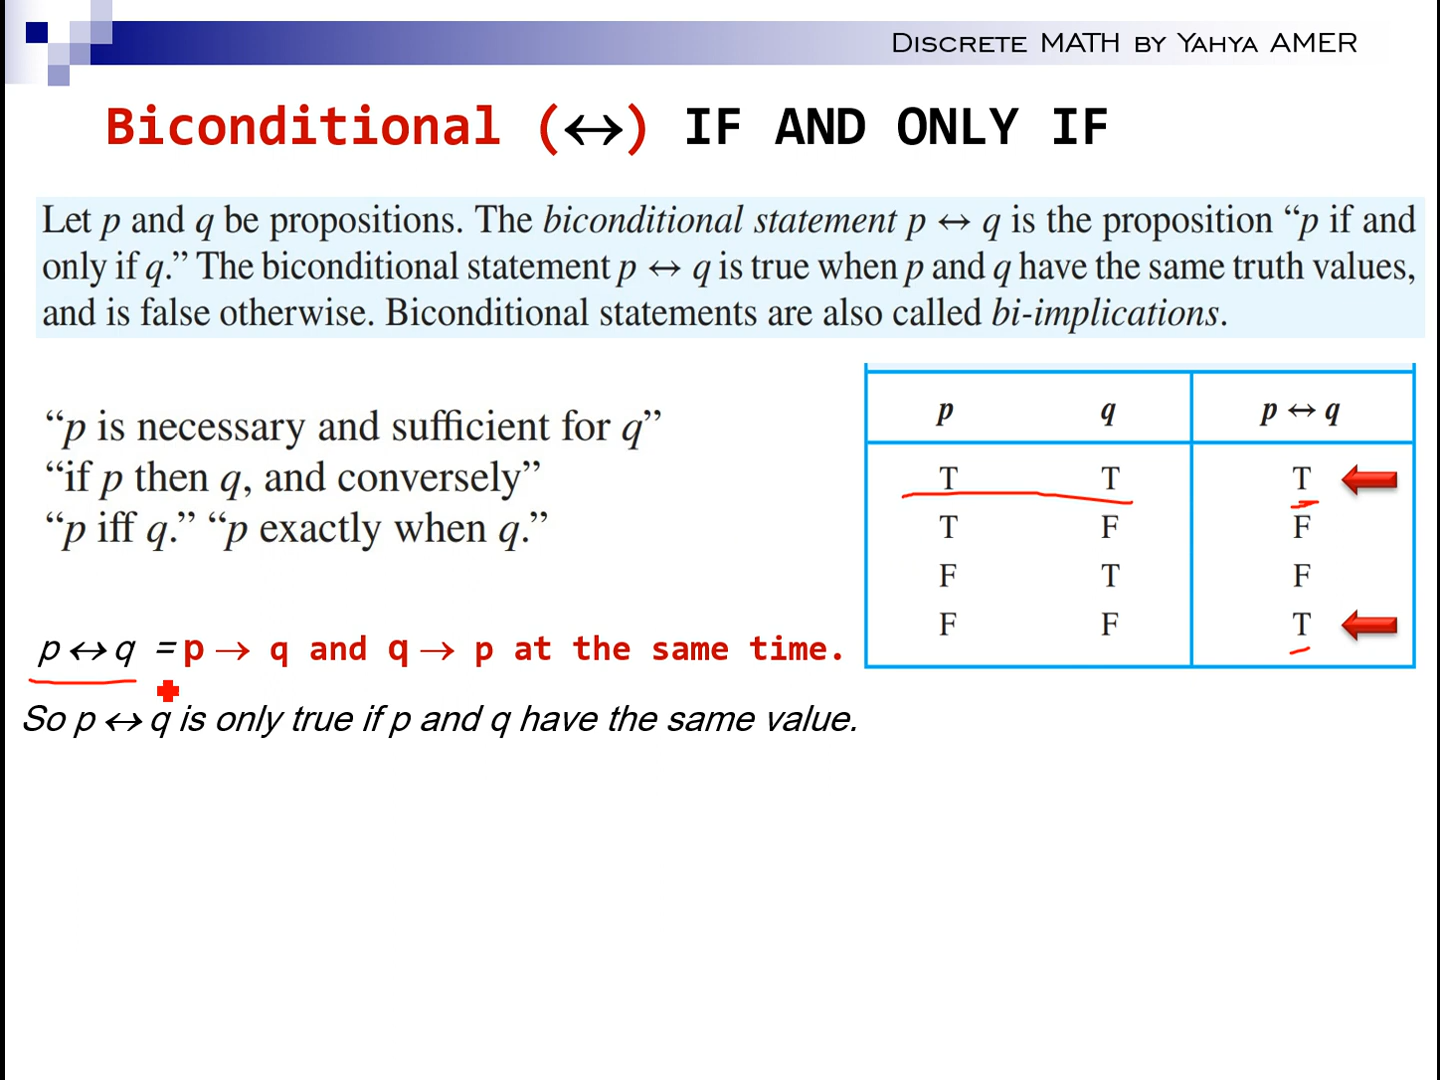 DISCRETE MATH BY YAHYA AMER
Biconditional (↔) IF AND ONLY IF
Let p and q be propositions. The biconditional statement p ↔ q is the proposition “p if and
only if q.” The biconditional statement p ↔ q is true when p and q have the same truth values,
and is false otherwise. Biconditional statements are also called bi-implications.
“p is necessary and sufficient for q”
“if p then q, and conversely”
“p iff q.” “p exactly when q.”
p q p ↔ q
T T T
T F F
F T F
F F T
p ↔ q = p → q and q → p at the same time.
So p ↔ q is only true if p and q have the same value.